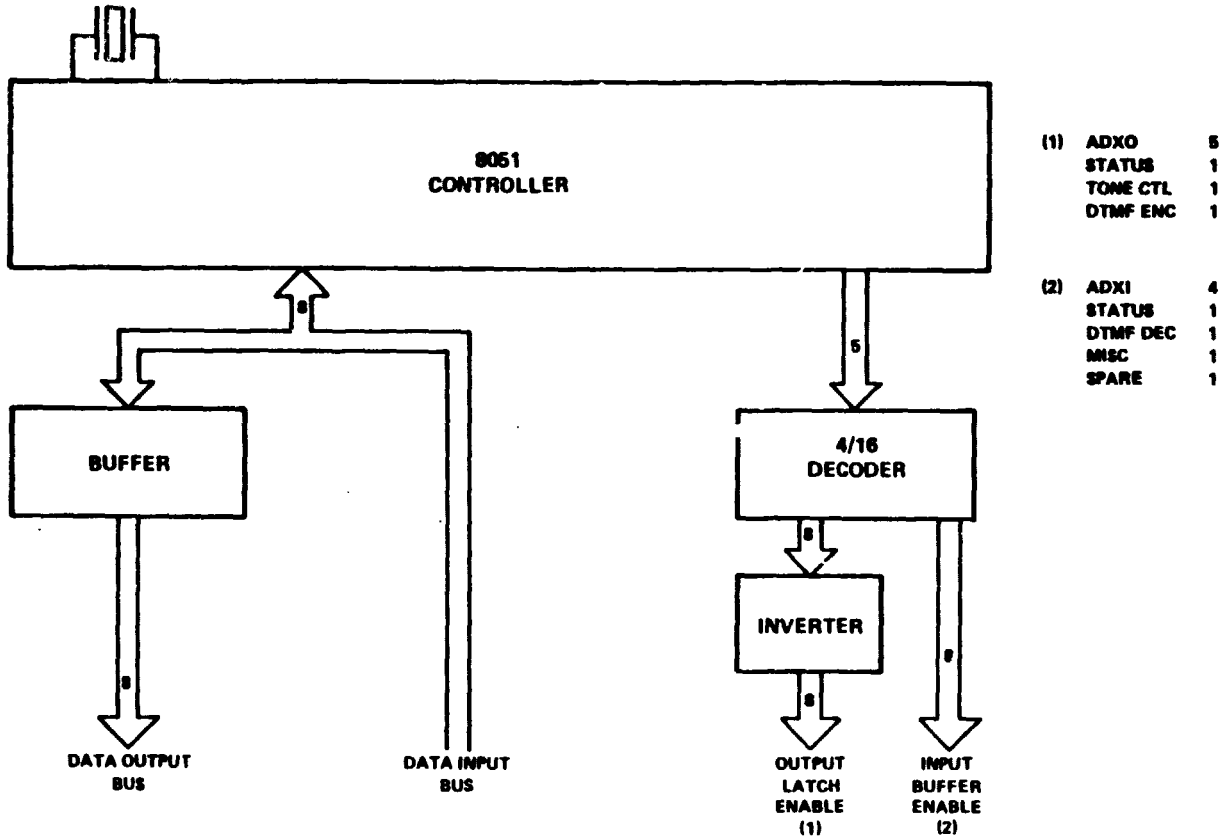 8051
CONTROLLER
(1) ADXO 5
STATUS 1
TONE CTL 1
DTMF ENC 1
(2) ADXI 4
STATUS 1
DTMF DEC 1
MISC 1
SPARE 1
8
5
BUFFER
4/16
DECODER
8
INVERTER
8
8
DATA OUTPUT
BUS
DATA INPUT
BUS
OUTPUT
LATCH
ENABLE
(1)
INPUT
BUFFER
ENABLE
(2)